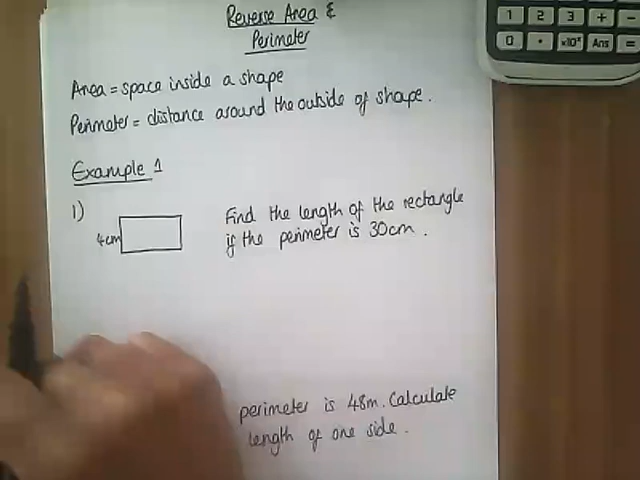 Reverse Area &
Perimeter
Area = space inside a shape
Perimeter = distance around the outside of shape.
Example 1
1)
4cm
Find the length of the rectangle
if the perimeter is 30cm.
perimeter is 48m. Calculate
length of one side.
1 2 3 + −
0 . ×10ˣ Ans =